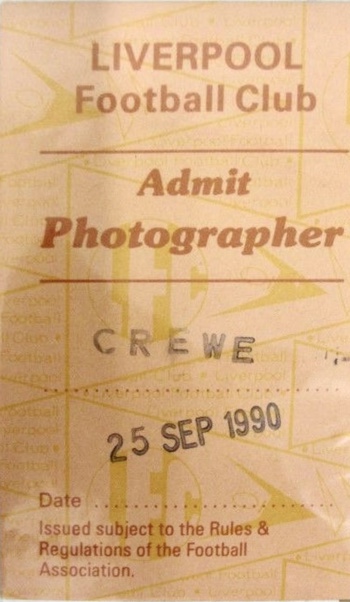 LIVERPOOL
Football Club
Admit
Photographer
CREWE
25 SEP 1990
Date
Issued subject to the Rules &
Regulations of the Football
Association.